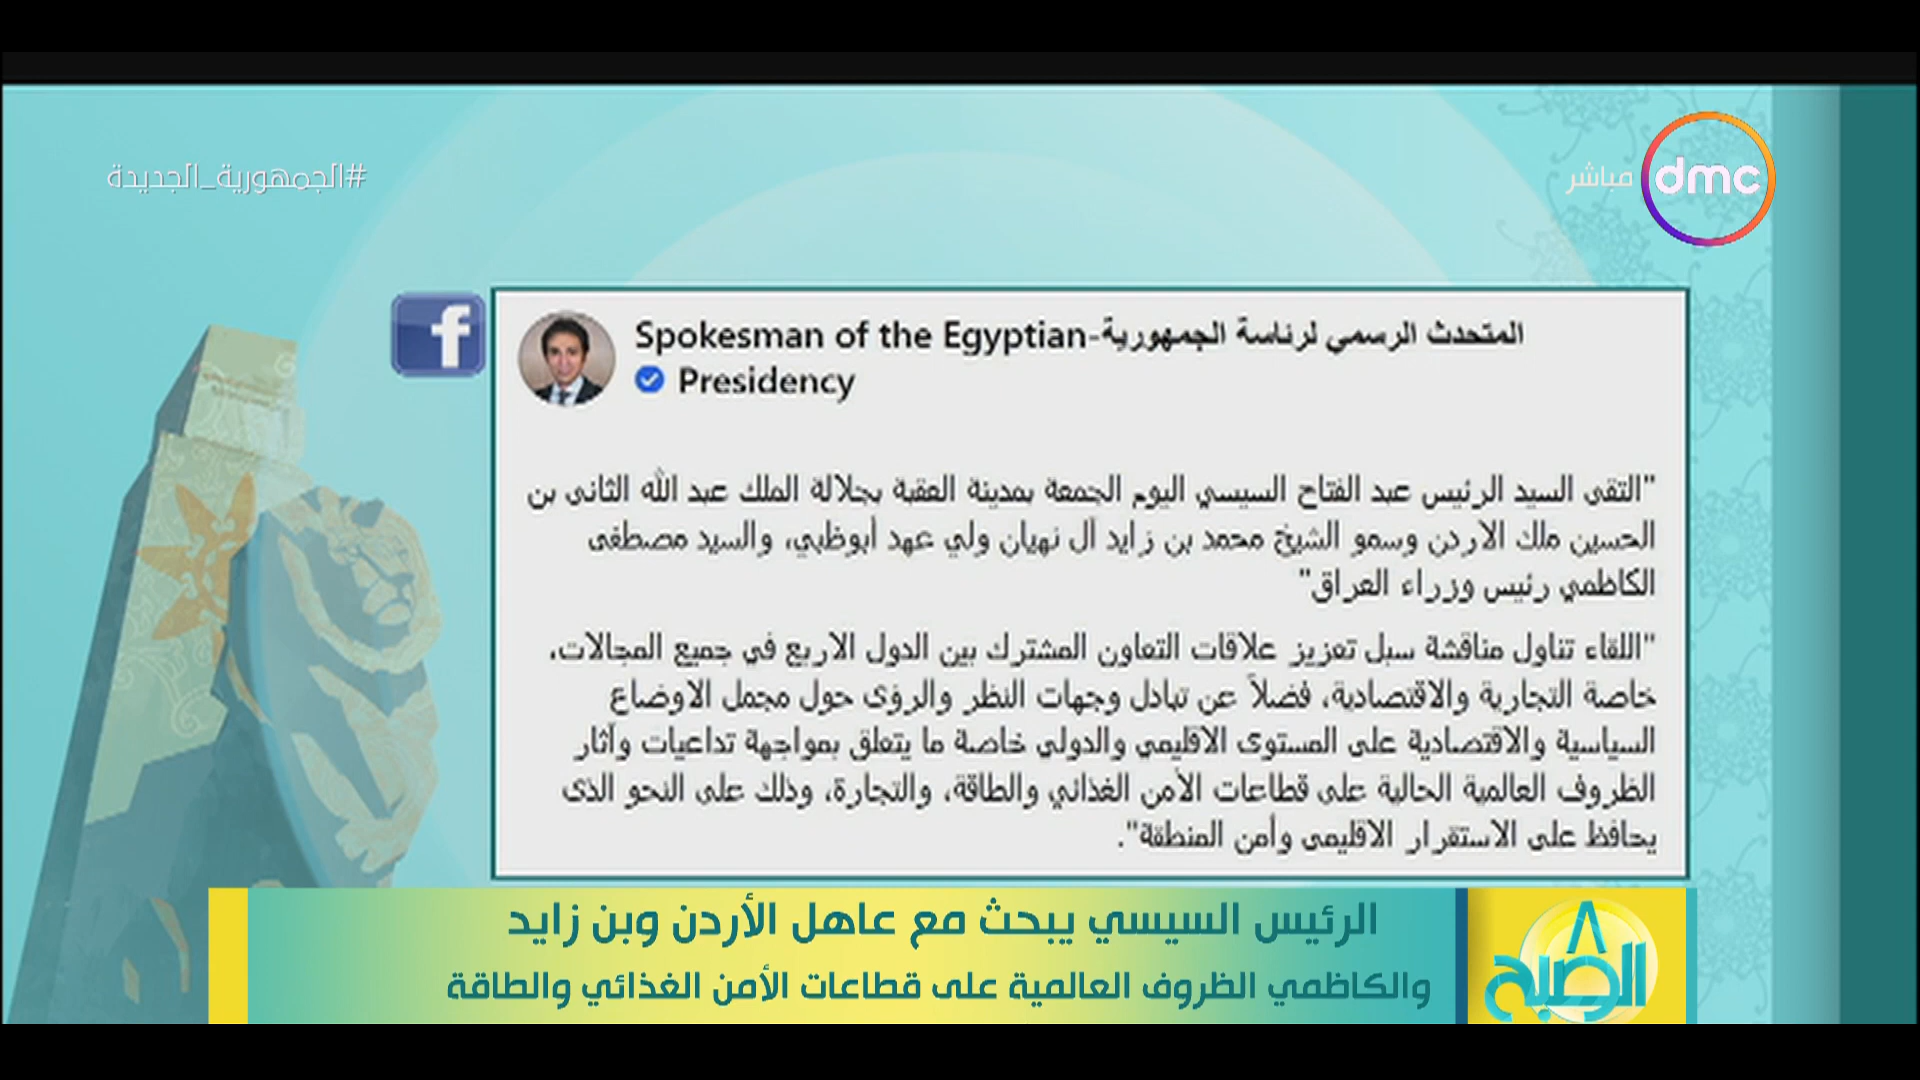 #الجمهورية_الجديدة
مباشر
dmc
f
المتحدث الرسمي لرئاسة الجمهورية-Spokesman of the Egyptian
Presidency
"التقى السيد الرئيس عبد الفتاح السيسي اليوم الجمعة بمدينة العقبة بجلالة الملك عبد الله الثانى بن
الحسين ملك الاردن وسمو الشيخ محمد بن زايد آل نهيان ولي عهد أبوظبي، والسيد مصطفى
الكاظمي رئيس وزراء العراق"
"اللقاء تناول مناقشة سبل تعزيز علاقات التعاون المشترك بين الدول الاربع في جميع المجالات،
خاصة التجارية والاقتصادية، فضلاً عن تبادل وجهات النظر والرؤى حول مجمل الاوضاع
السياسية والاقتصادية على المستوى الاقليمي والدولي خاصة ما يتعلق بمواجهة تداعيات وآثار
الظروف العالمية الحالية على قطاعات الأمن الغذائي والطاقة، والتجارة، وذلك على النحو الذى
يحافظ على الاستقرار الاقليمى وأمن المنطقة".
الرئيس السيسي يبحث مع عاهل الأردن وبن زايد
والكاظمي الظروف العالمية على قطاعات الأمن الغذائي والطاقة
٨
الصبح